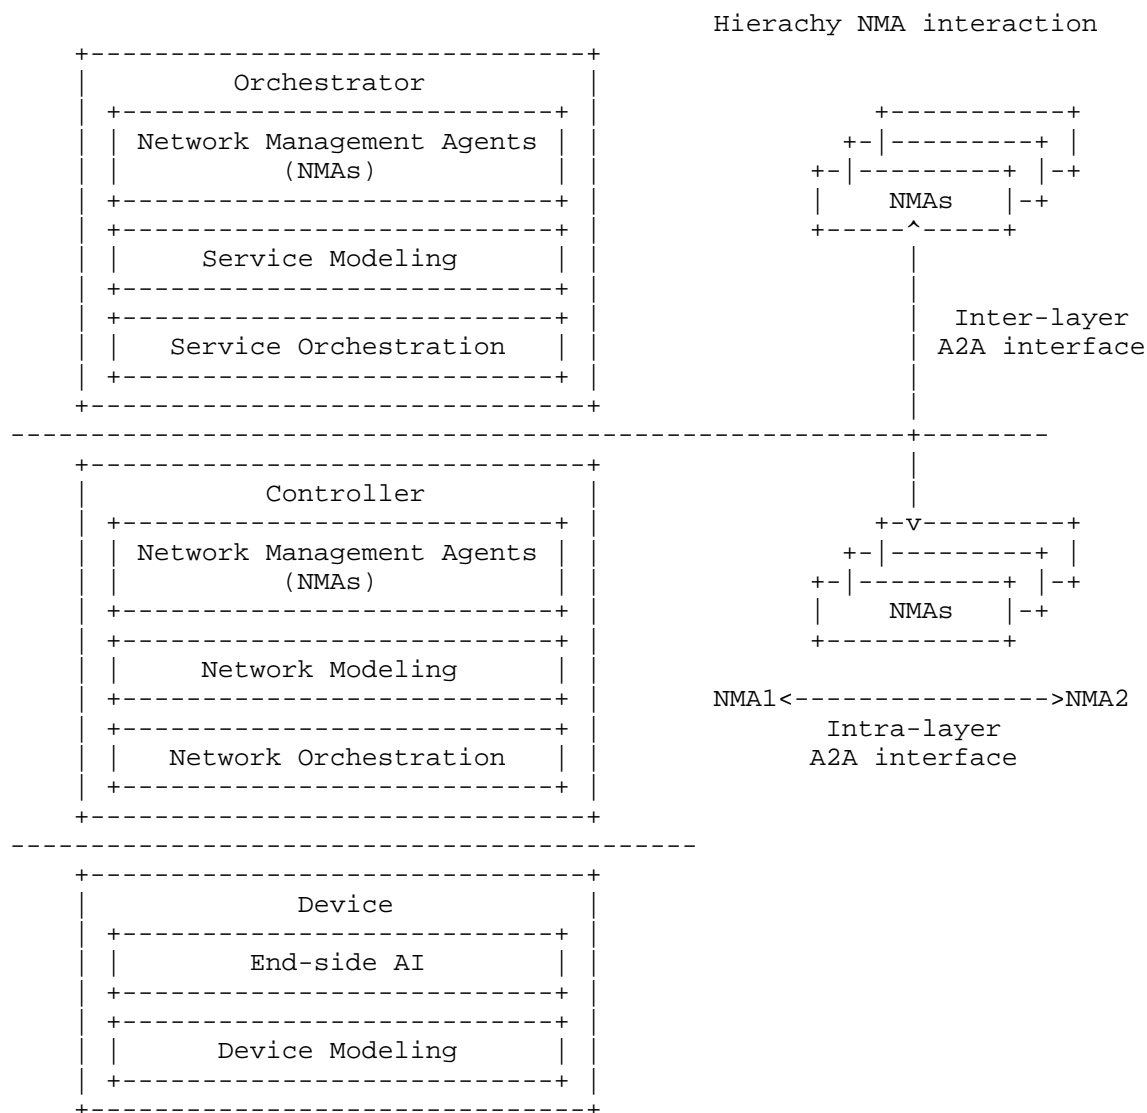 Hierachy NMA interaction
Orchestrator
Network Management Agents
(NMAs)
NMAs
Service Modeling
Service Orchestration
Inter-layer
A2A interface
Controller
Network Management Agents
(NMAs)
NMAs
Network Modeling
NMA1<---------------->NMA2
Network Orchestration
Intra-layer
A2A interface
Device
End-side AI
Device Modeling